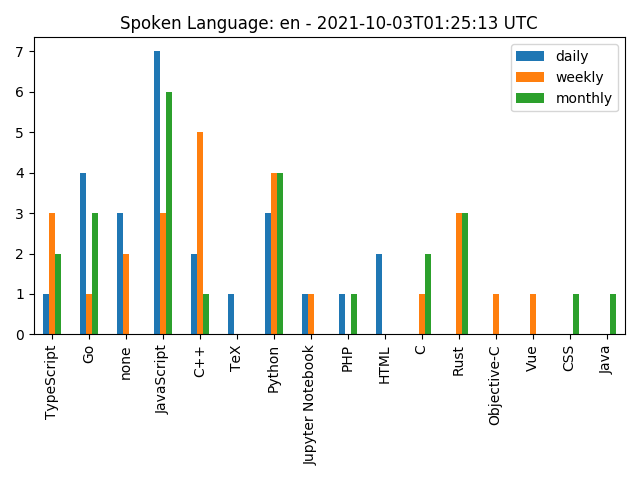 Spoken Language: en - 2021-10-03T01:25:13 UTC
daily
weekly
monthly
7
6
5
4
3
2
1
0
TypeScript
Go
none
JavaScript
C++
TeX
Python
Jupyter Notebook
PHP
HTML
C
Rust
Objective-C
Vue
CSS
Java